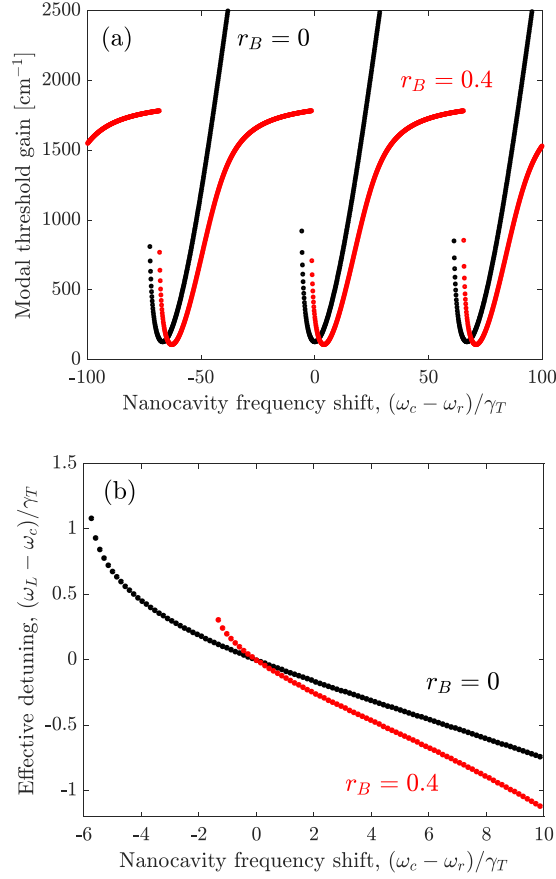 (a)
r_B = 0
r_B = 0.4
Modal threshold gain [cm⁻¹]
2500
2000
1500
1000
500
0
-100
-50
0
50
100
Nanocavity frequency shift, (ω_c − ω_r)/γ_T
(b)
r_B = 0
r_B = 0.4
Effective detuning, (ω_L − ω_c)/γ_T
1.5
1
0.5
0
-0.5
-1
-6
-4
-2
0
2
4
6
8
10
Nanocavity frequency shift, (ω_c − ω_r)/γ_T